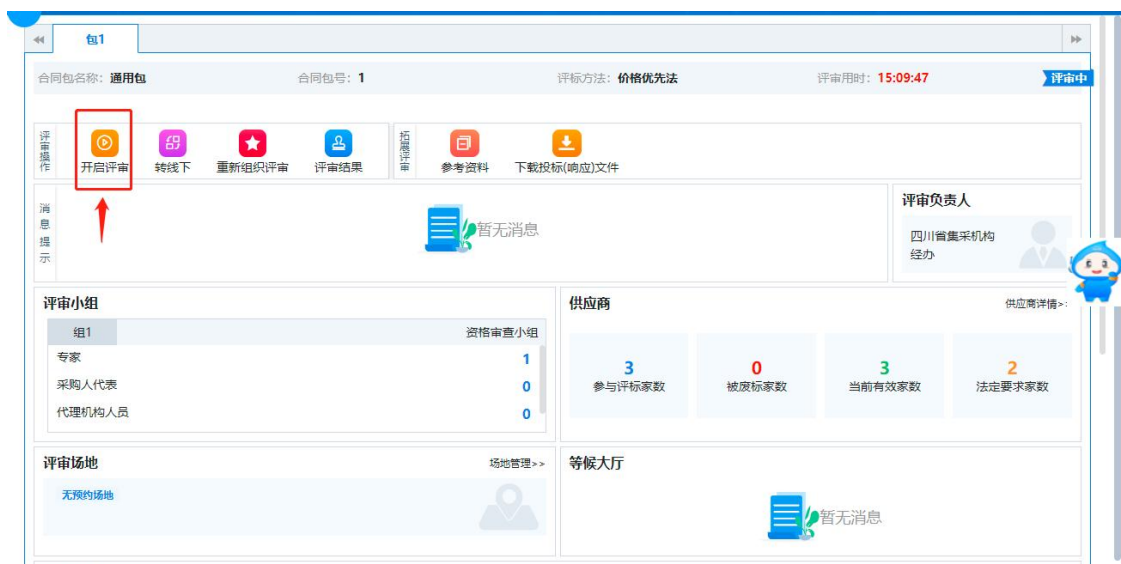 包1
合同包名称：通用包 合同包号：1 评标方法：价格优先法 评审用时：15:09:47 评审中
评审操作
开启评审 转线下 重新组织评审 评审结果
拓展评审
参考资料 下载投标(响应)文件
消息提示
暂无消息
评审负责人
四川省集采机构
经办
评审小组
组1 资格审查小组
专家 1
采购人代表 0
代理机构人员 0
供应商 供应商详情>
3 0 3 2
参与评标家数 被废标家数 当前有效家数 法定要求家数
评审场地 场地管理>>
无预约场地
等候大厅
暂无消息